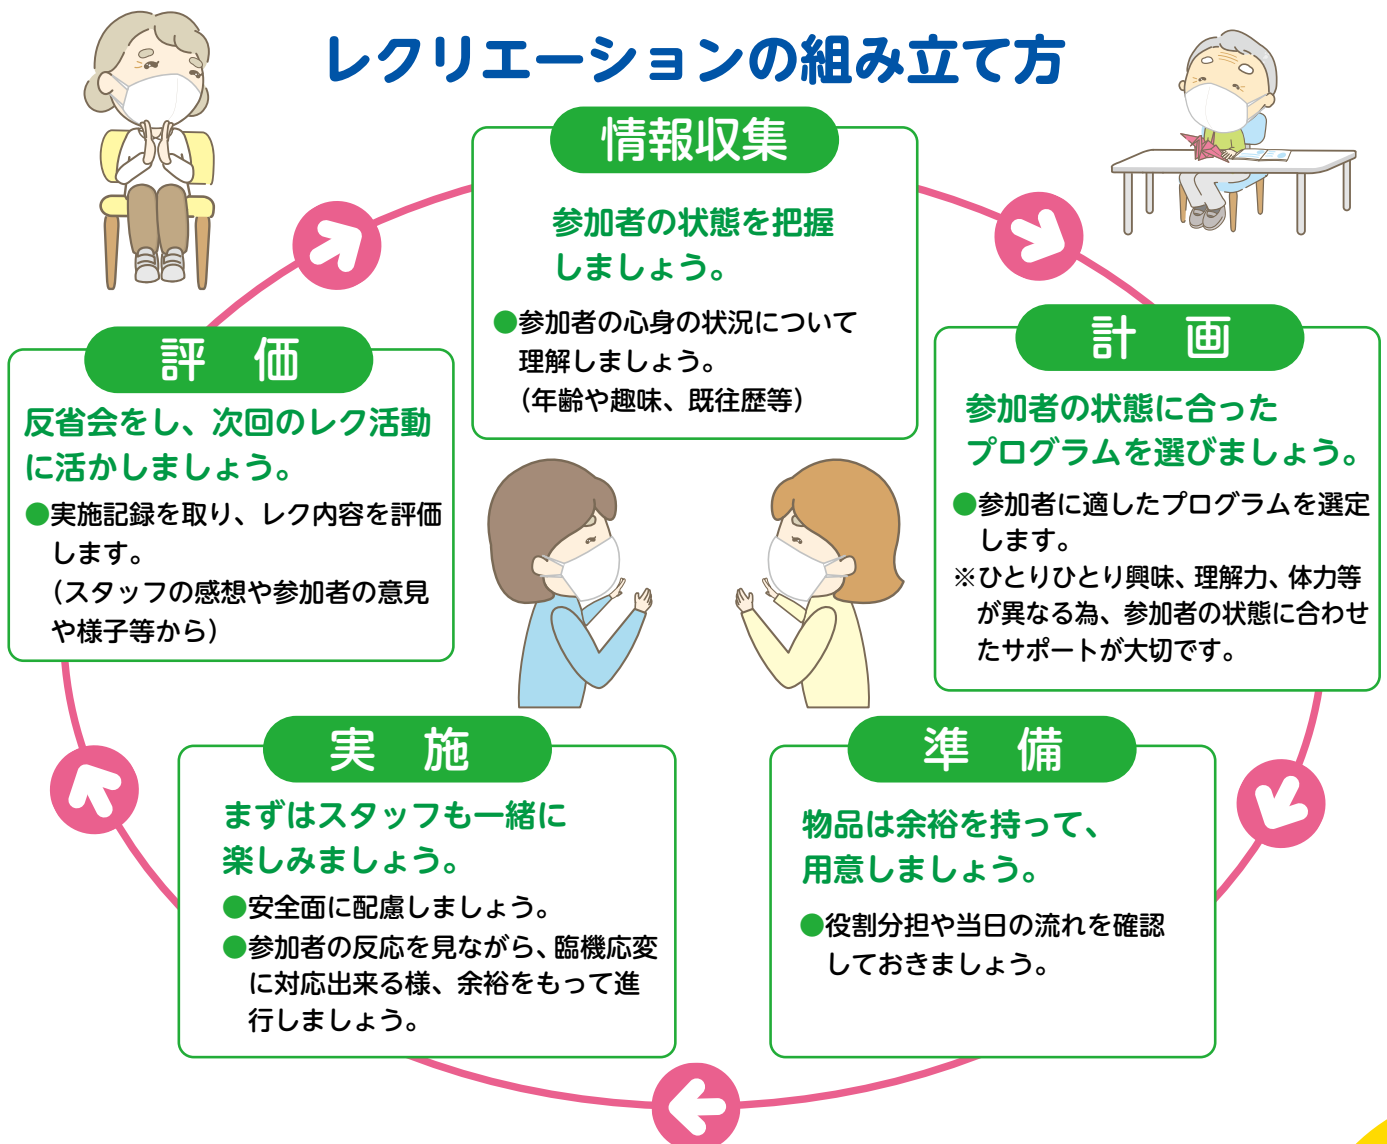 レクリエーションの組み立て方
情報収集
参加者の状態を把握
しましょう。
●参加者の心身の状況について
理解しましょう。
（年齢や趣味、既往歴等）
計　画
参加者の状態に合った
プログラムを選びましょう。
●参加者に適したプログラムを選定
します。
※ひとりひとり興味、理解力、体力等
が異なる為、参加者の状態に合わせ
たサポートが大切です。
準　備
物品は余裕を持って、
用意しましょう。
●役割分担や当日の流れを確認
しておきましょう。
実　施
まずはスタッフも一緒に
楽しみましょう。
●安全面に配慮しましょう。
●参加者の反応を見ながら、臨機応変
に対応出来る様、余裕をもって進
行しましょう。
評　価
反省会をし、次回のレク活動
に活かしましょう。
●実施記録を取り、レク内容を評価
します。
（スタッフの感想や参加者の意見
や様子等から）